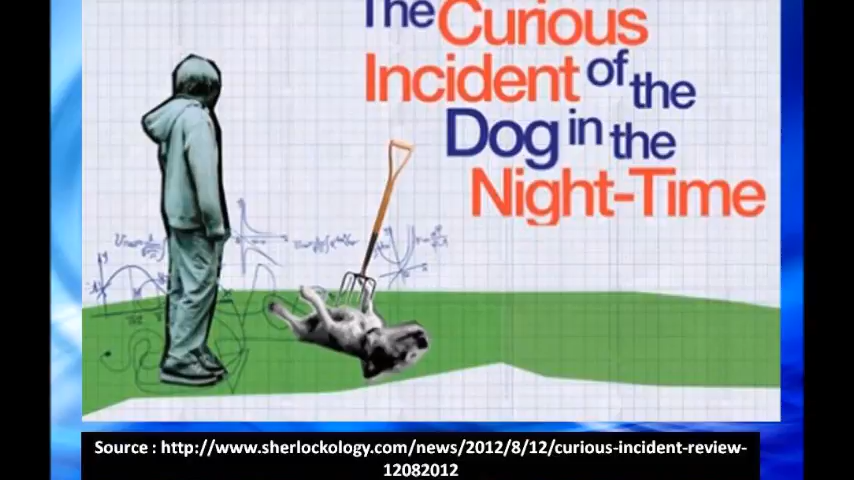 The Curious
Incident of the
Dog in the
Night-Time
Source : http://www.sherlockology.com/news/2012/8/12/curious-incident-review-
12082012